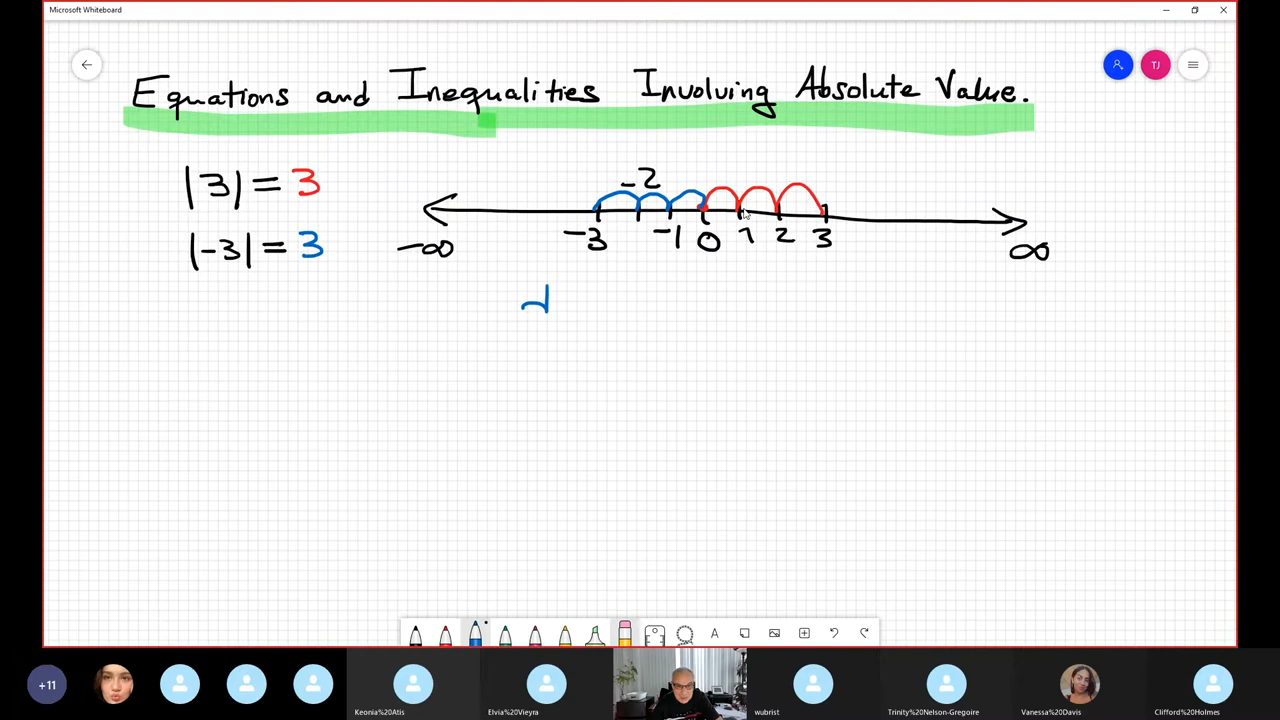 Microsoft Whiteboard
TJ
Equations and Inequalities Involving Absolute Value.
|3| = 3
-2
-3 -1 0 1 2 3
|-3| = 3
-∞ ∞
d
+11
Keonia%20Atis
Elvia%20Vieyra
wubrist
Trinity%20Nelson-Gregoire
Vanessa%20Davis
Clifford%20Holmes